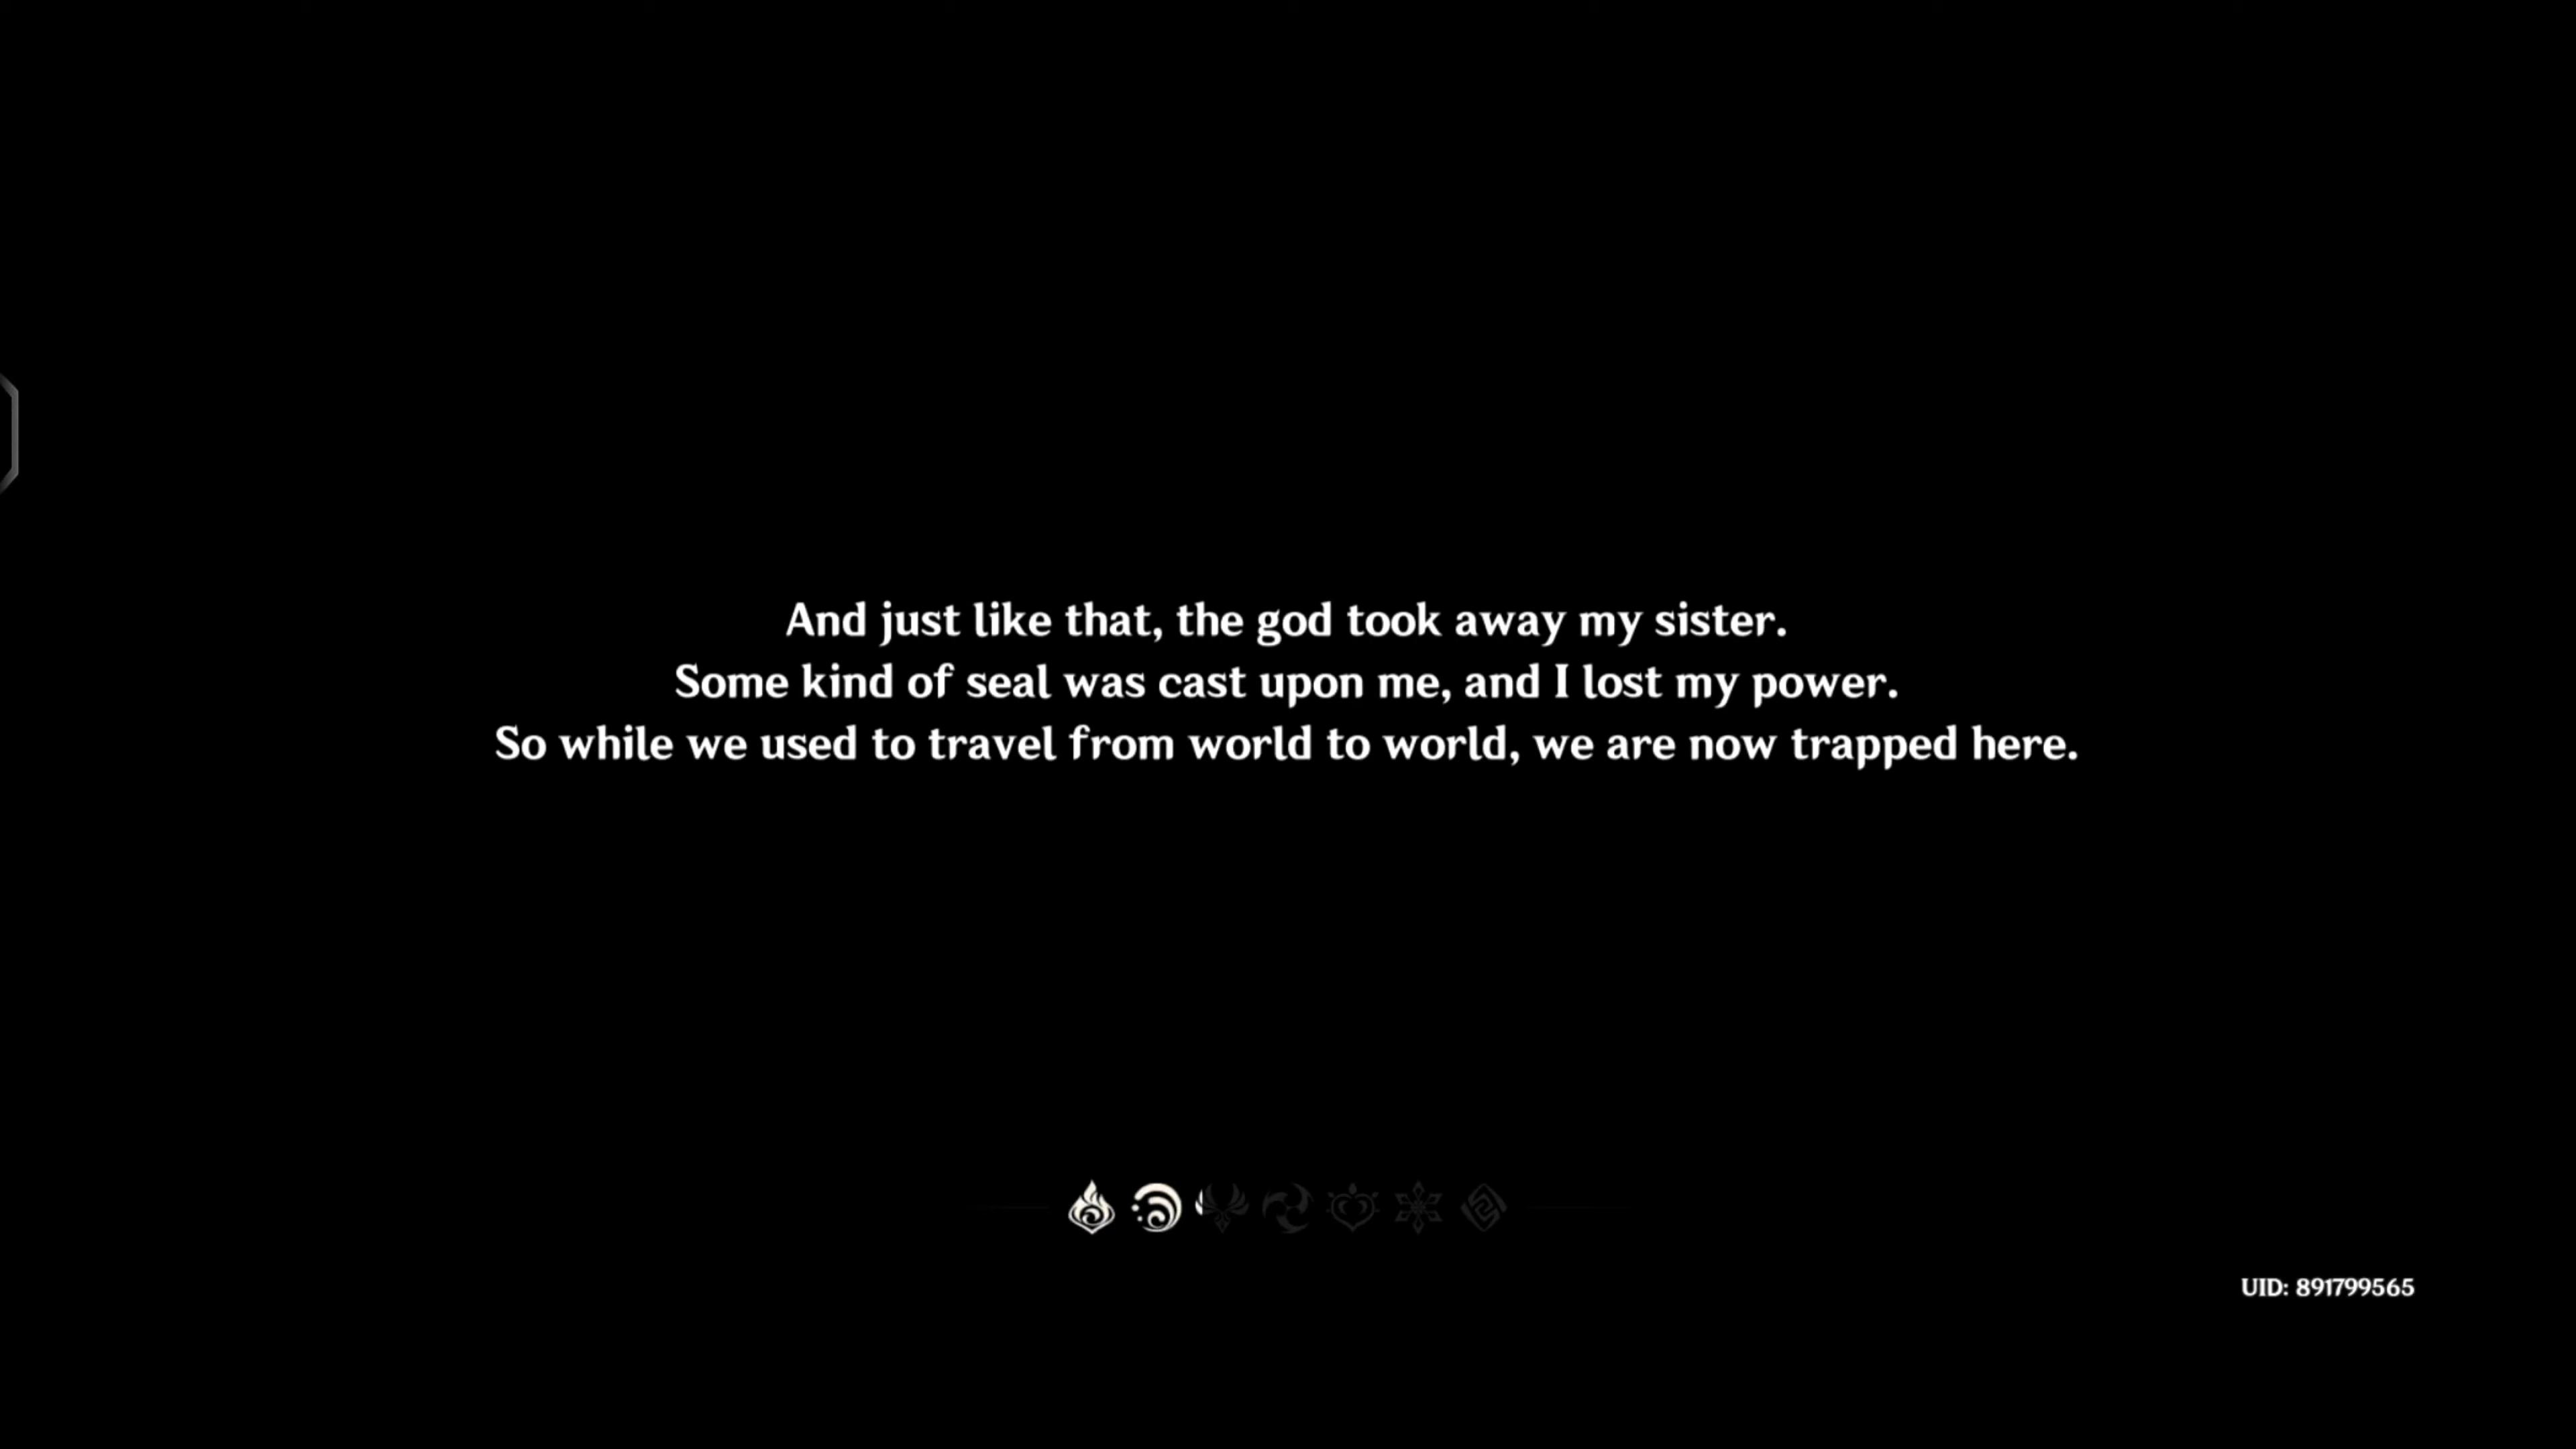 And just like that, the god took away my sister.
Some kind of seal was cast upon me, and I lost my power.
So while we used to travel from world to world, we are now trapped here.
UID: 891799565